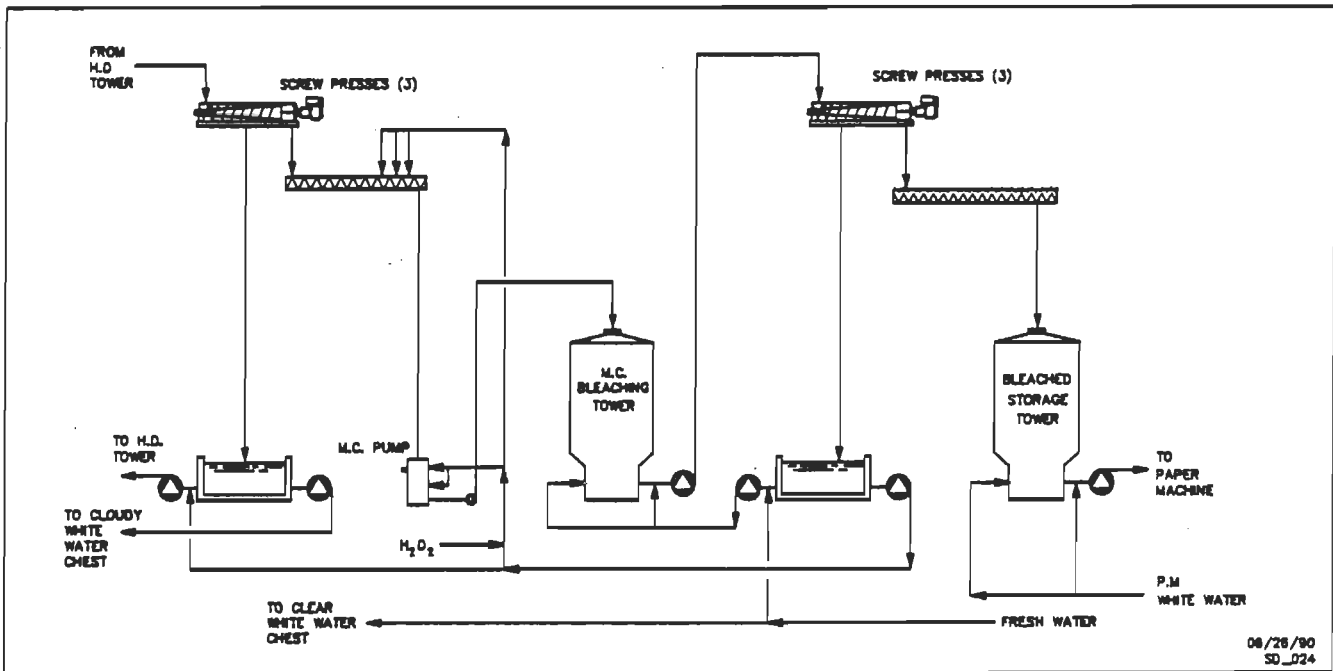 FROM
H.D
TOWER
SCREW PRESSES (3)
SCREW PRESSES (3)
M.C.
BLEACHING
TOWER
BLEACHED
STORAGE
TOWER
TO H.D.
TOWER
M.C. PUMP
TO
PAPER
MACHINE
TO CLOUDY
WHITE
WATER
CHEST
H₂O₂
P.M
WHITE WATER
TO CLEAR
WHITE WATER
CHEST
FRESH WATER
08/28/90
SD_024